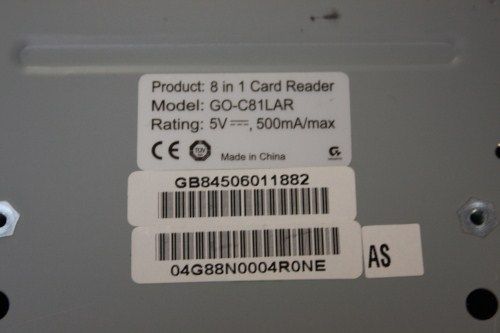 Product: 8 in 1 Card Reader
Model: GO-C81LAR
Rating: 5V⎓, 500mA/max
CE TÜV Made in China
GB84506011882
04G88N0004R0NE
AS